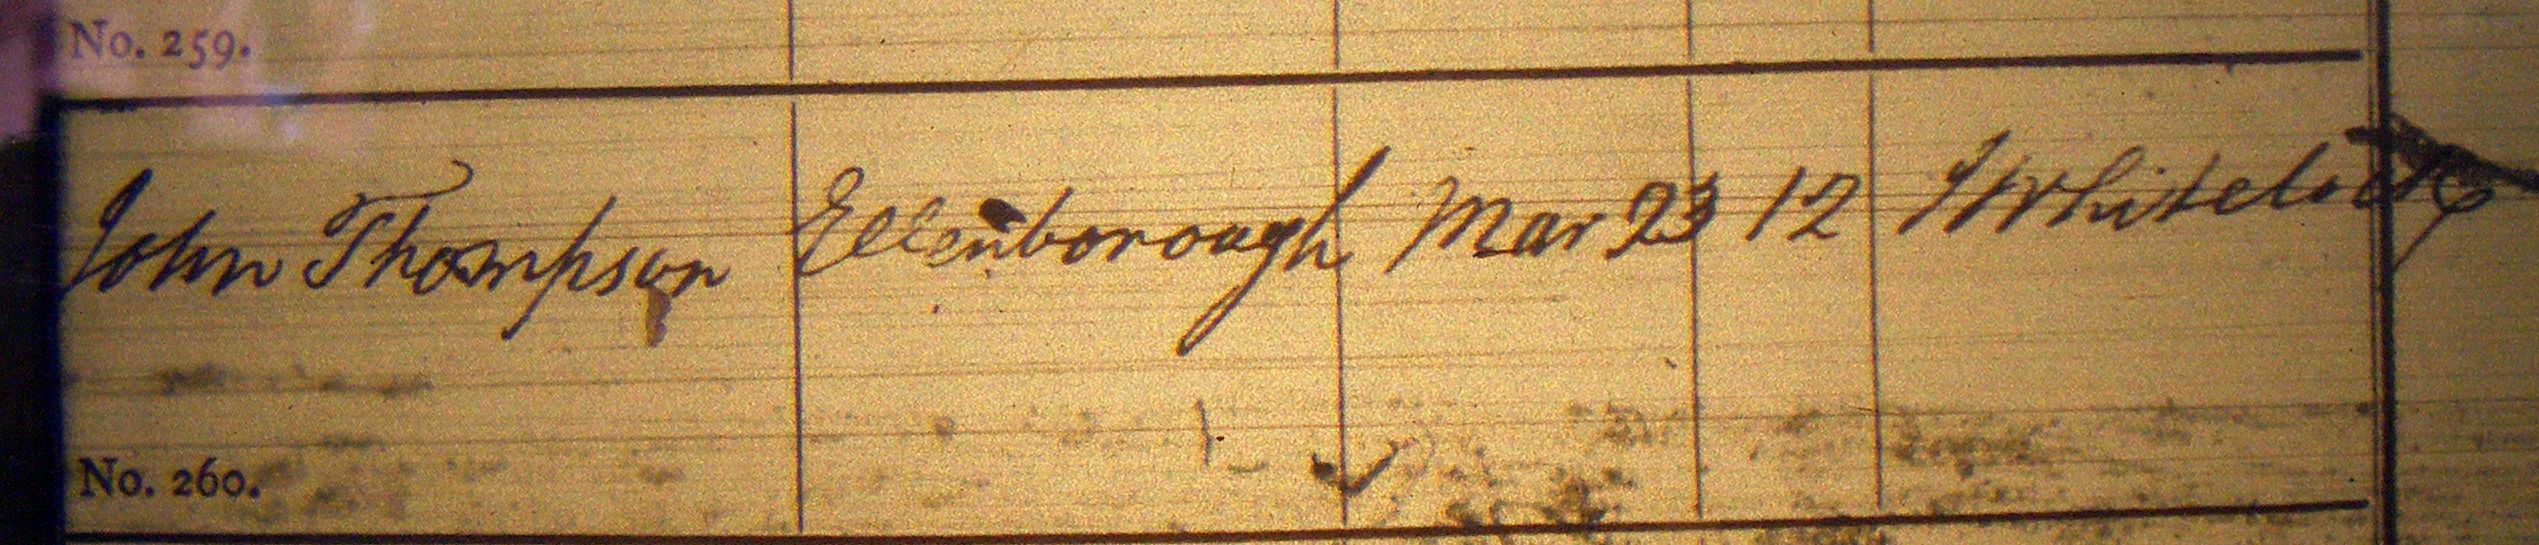 No. 259.
John Thompson Ellenborough Mar 23 12 J Whitelock
No. 260.